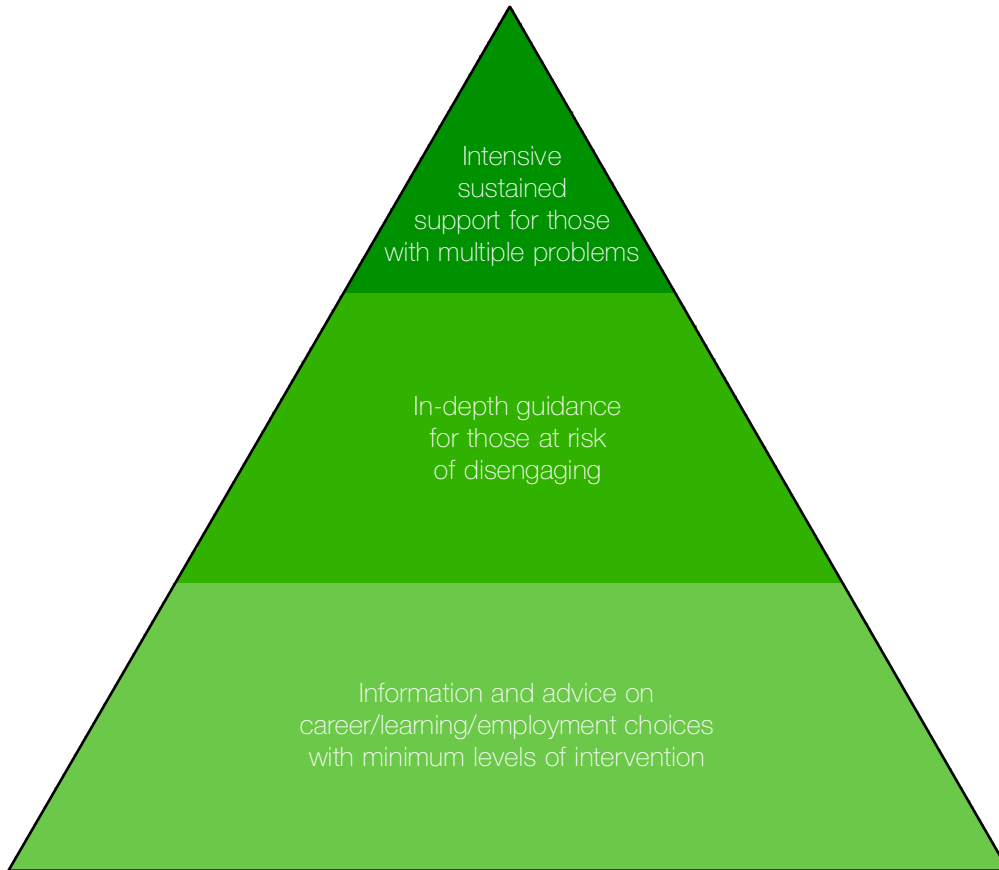 Intensive
sustained
support for those
with multiple problems
In-depth guidance
for those at risk
of disengaging
Information and advice on
career/learning/employment choices
with minimum levels of intervention